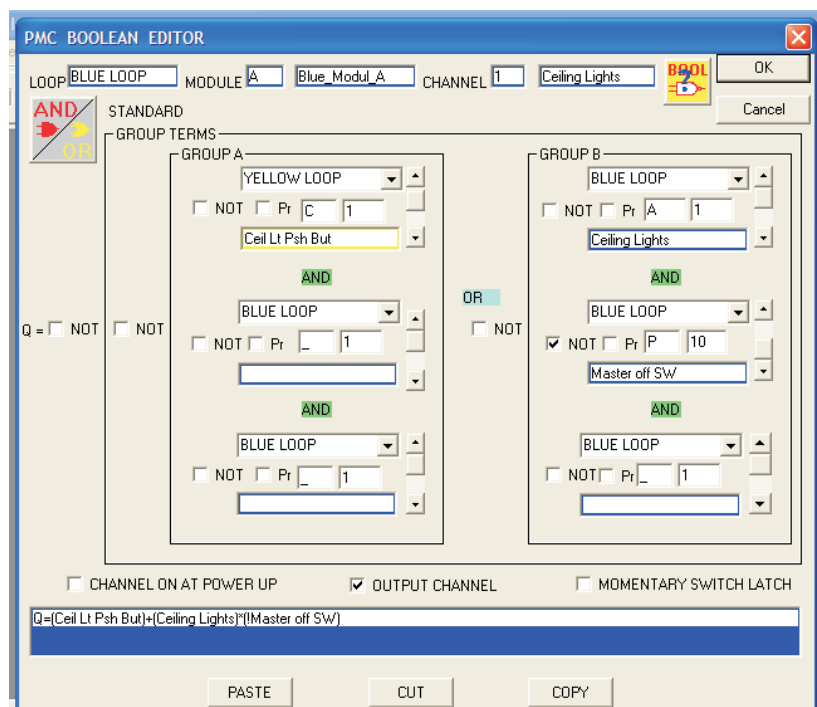 PMC BOOLEAN EDITOR
LOOP BLUE LOOP MODULE A Blue_Modul_A CHANNEL 1 Ceiling Lights BOOL ? OK
Cancel
AND OR STANDARD
GROUP TERMS
GROUP A GROUP B
YELLOW LOOP BLUE LOOP
NOT Pr C 1 NOT Pr A 1
Ceil Lt Psh But Ceiling Lights
AND AND
OR
BLUE LOOP BLUE LOOP
Q = NOT NOT NOT Pr _ 1 NOT NOT Pr P 10
Master off SW
AND AND
BLUE LOOP BLUE LOOP
NOT Pr _ 1 NOT Pr _ 1
CHANNEL ON AT POWER UP OUTPUT CHANNEL MOMENTARY SWITCH LATCH
Q=(Ceil Lt Psh But)+(Ceiling Lights)*(!Master off SW)
PASTE CUT COPY